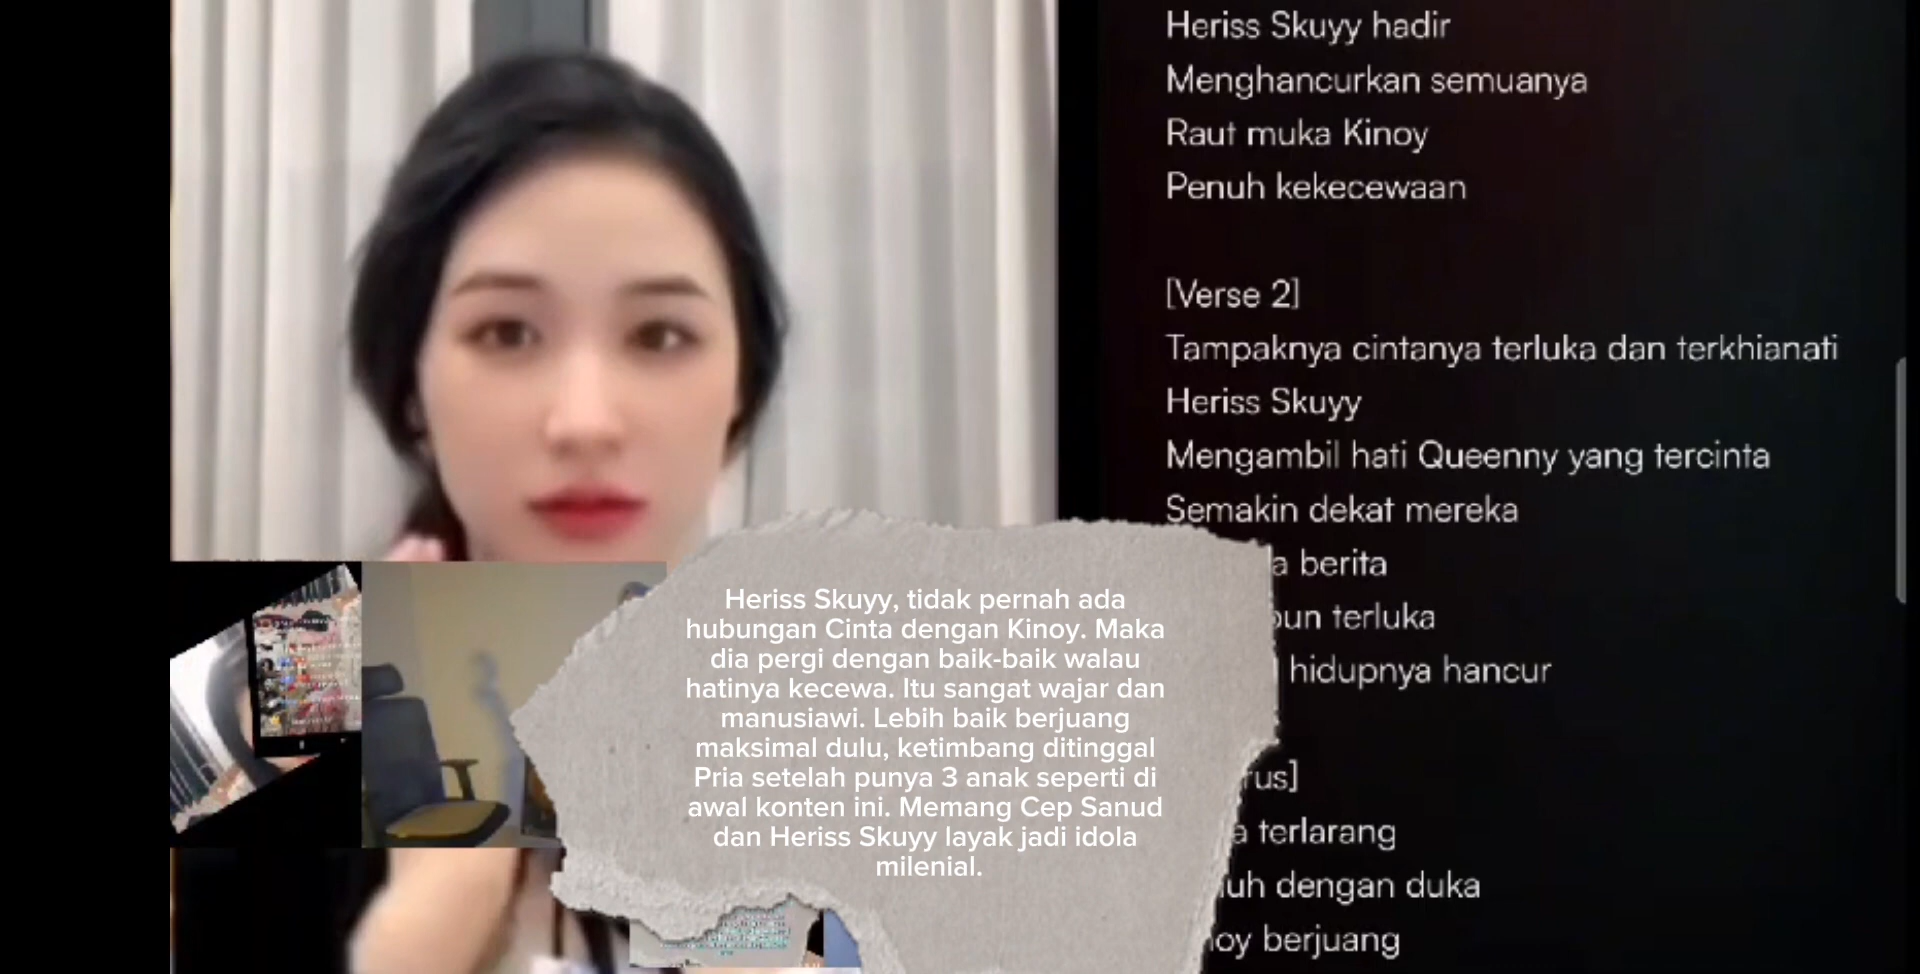 Heriss Skuyy hadir
Menghancurkan semuanya
Raut muka Kinoy
Penuh kekecewaan
[Verse 2]
Tampaknya cintanya terluka dan terkhianati
Heriss Skuyy
Mengambil hati Queenny yang tercinta
Semakin dekat mereka
berita
terluka
hidupnya hancur
terlarang
dengan duka
berjuang
Heriss Skuyy, tidak pernah ada
hubungan Cinta dengan Kinoy. Maka
dia pergi dengan baik-baik walau
hatinya kecewa. Itu sangat wajar dan
manusiawi. Lebih baik berjuang
maksimal dulu, ketimbang ditinggal
Pria setelah punya 3 anak seperti di
awal konten ini. Memang Cep Sanud
dan Heriss Skuyy layak jadi idola
milenial.